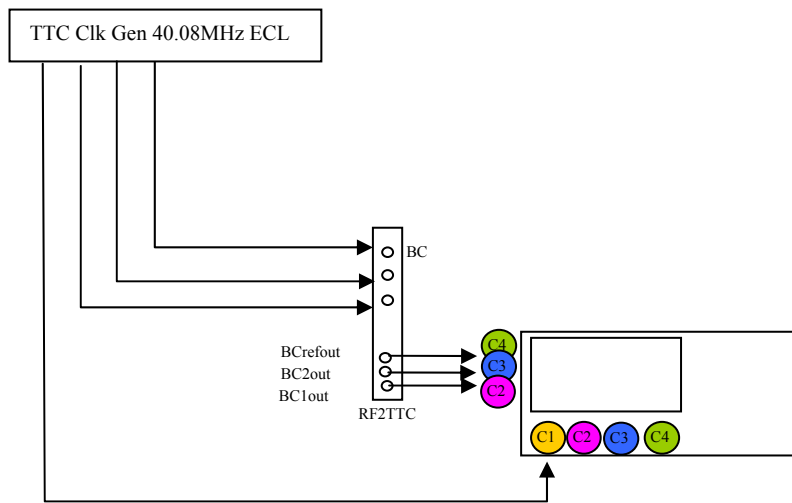 TTC Clk Gen 40.08MHz ECL
BC
BCrefout
BC2out
BC1out
RF2TTC
C4
C3
C2
C1 C2 C3 C4